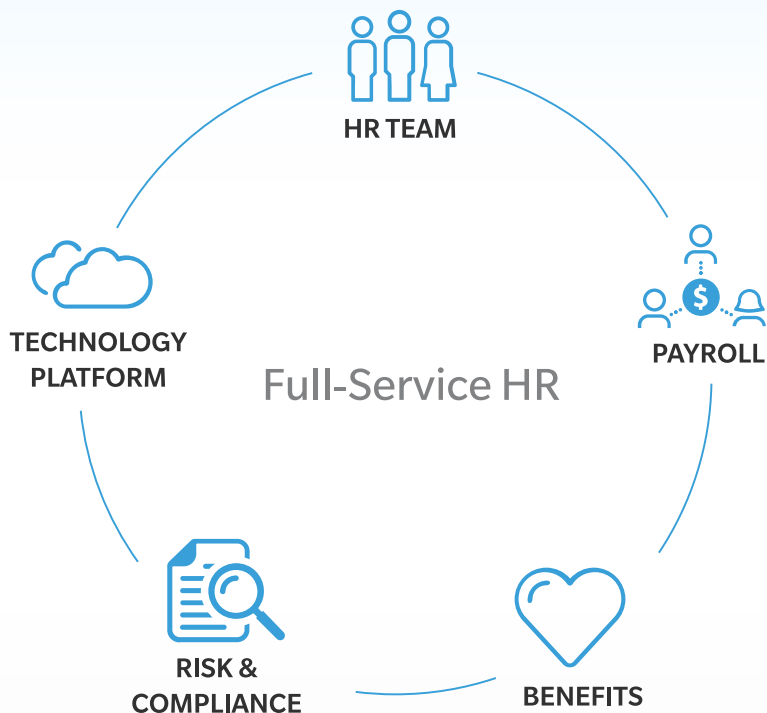 HR TEAM
TECHNOLOGY
PLATFORM
$
PAYROLL
Full-Service HR
RISK &
COMPLIANCE
BENEFITS